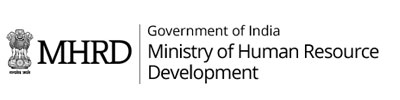 MHRD
Government of India
Ministry of Human Resource
Development